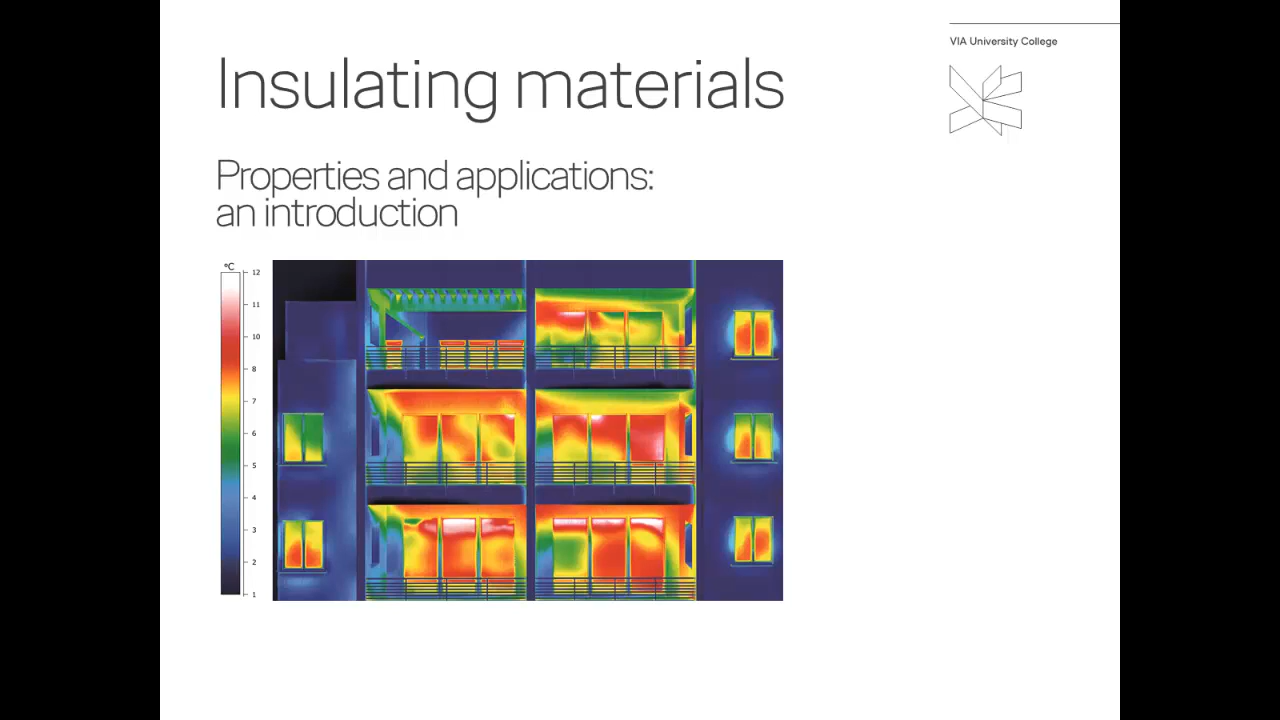 VIA University College
Insulating materials
Properties and applications:
an introduction
°C
12
11
10
9
8
7
6
5
4
3
2
1